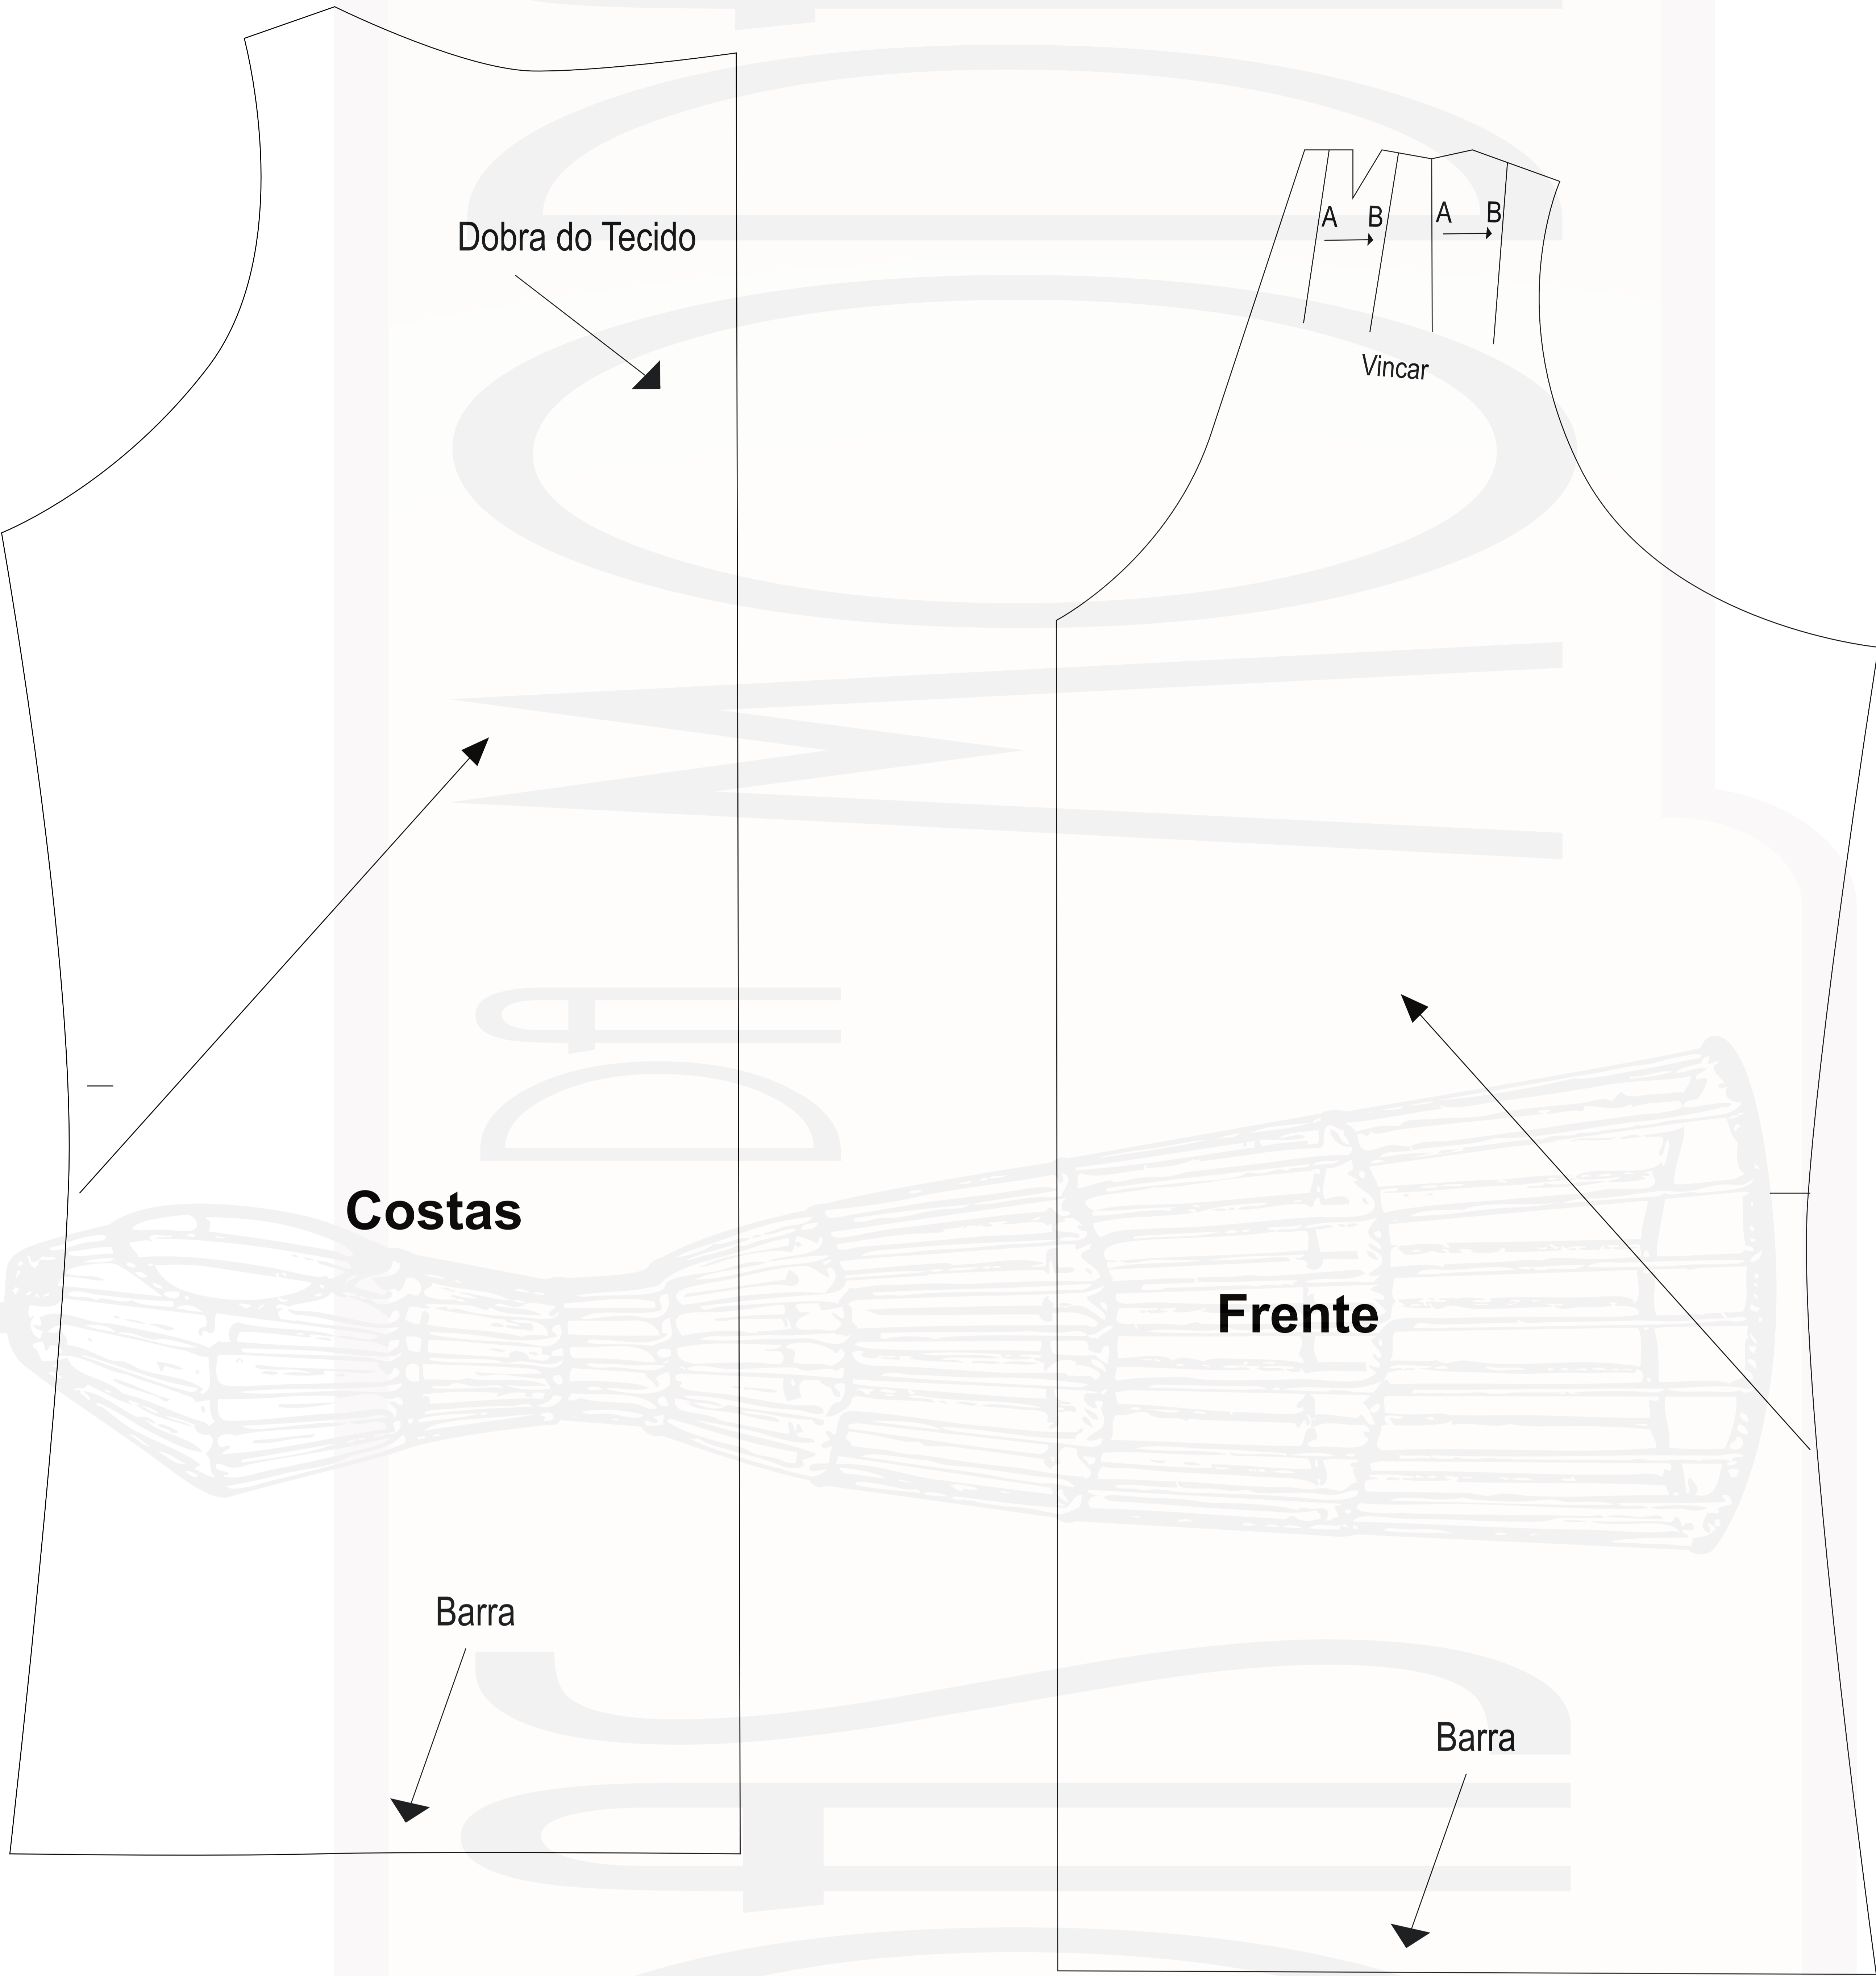 Dobra do Tecido
A B A B
Vincar
Costas
Frente
Barra
Barra